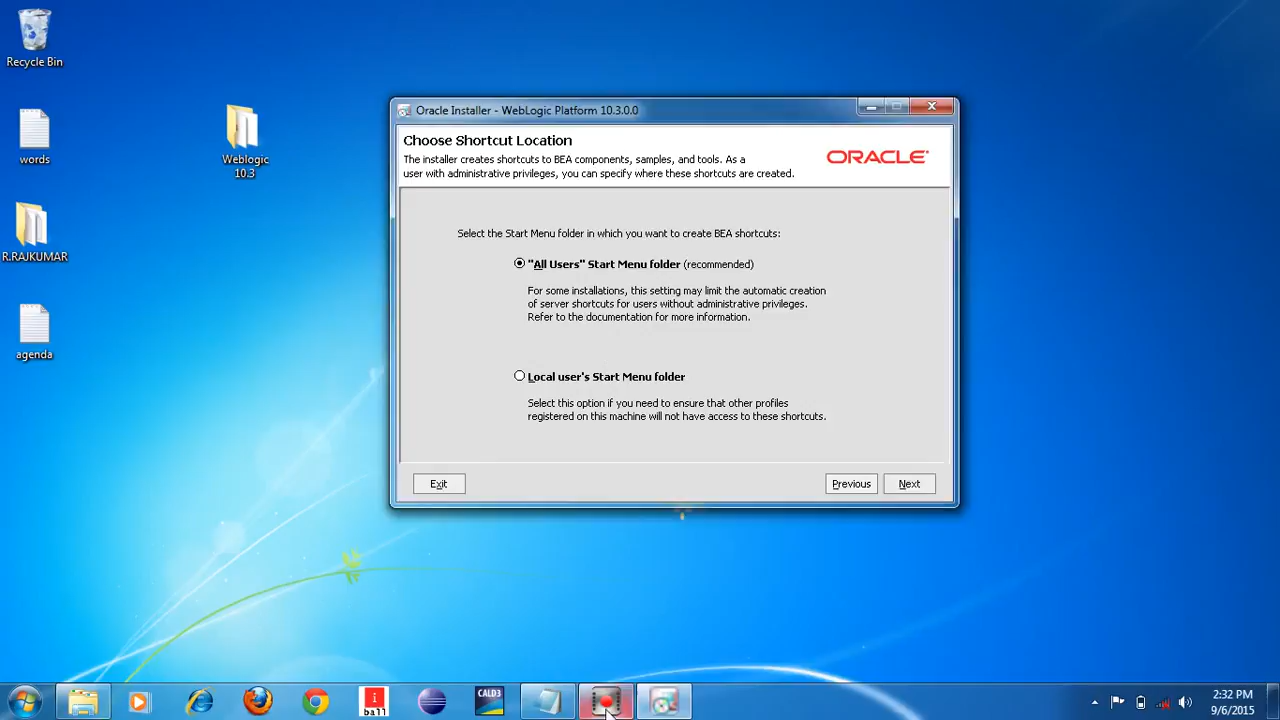 Recycle Bin
words
Weblogic
10.3
R.RAJKUMAR
agenda
Oracle Installer - WebLogic Platform 10.3.0.0
Choose Shortcut Location
The installer creates shortcuts to BEA components, samples, and tools. As a
user with administrative privileges, you can specify where these shortcuts are created.
ORACLE
Select the Start Menu folder in which you want to create BEA shortcuts:
"All Users" Start Menu folder (recommended)
For some installations, this setting may limit the automatic creation
of server shortcuts for users without administrative privileges.
Refer to the documentation for more information.
Local user's Start Menu folder
Select this option if you need to ensure that other profiles
registered on this machine will not have access to these shortcuts.
Exit
Previous
Next
i
ball
CALD3
2:32 PM
9/6/2015